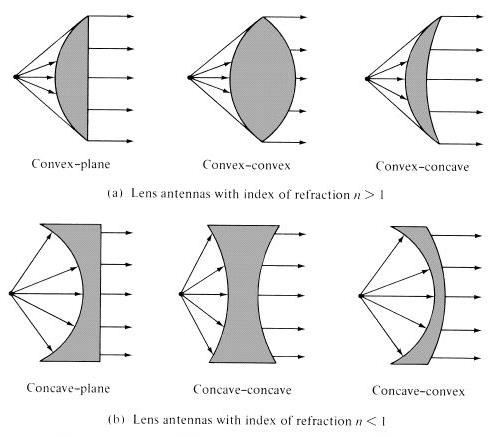 Convex-plane
Convex-convex
Convex-concave
(a) Lens antennas with index of refraction n > 1
Concave-plane
Concave-concave
Concave-convex
(b) Lens antennas with index of refraction n < 1